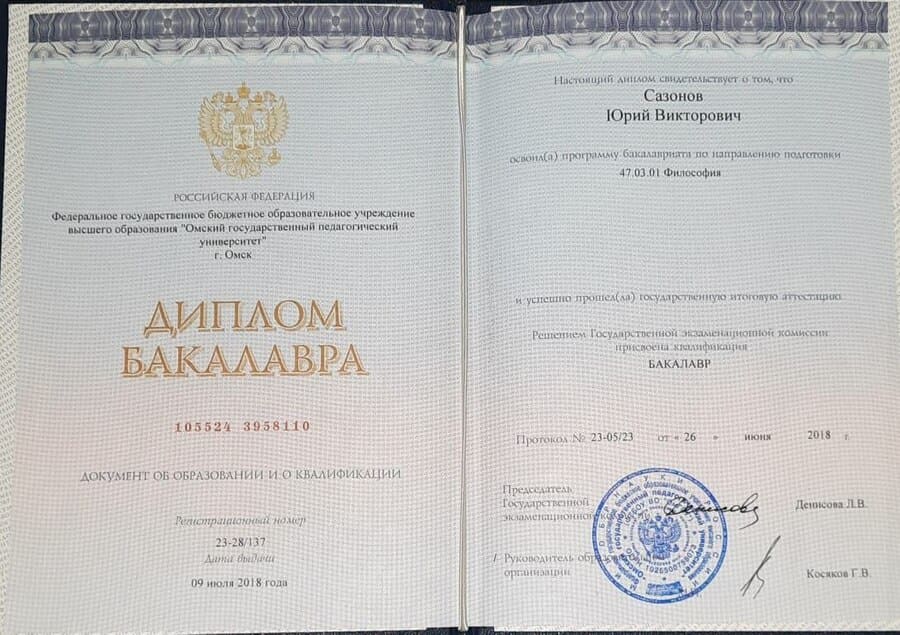 РОССИЙСКАЯ ФЕДЕРАЦИЯ
Федеральное государственное бюджетное образовательное учреждение
высшего образования "Омский государственный педагогический
университет"
г. Омск
ДИПЛОМ
БАКАЛАВРА
105524 3958110
ДОКУМЕНТ ОБ ОБРАЗОВАНИИ И О КВАЛИФИКАЦИИ
Регистрационный номер
23-28/137
Дата выдачи
09 июля 2018 года
Настоящий диплом свидетельствует о том, что
Сазонов
Юрий Викторович
освоил(а) программу бакалавриата по направлению подготовки
47.03.01 Философия
и успешно прошел(ла) государственную итоговую аттестацию
Решением Государственной экзаменационной комиссии
присвоена квалификация
БАКАЛАВР
Протокол № 23-05/23 от « 26 » июня 2018 г.
Председатель
Государственной
экзаменационной
Денисова Л.В.
Руководитель
организации
Косяков Г.В.